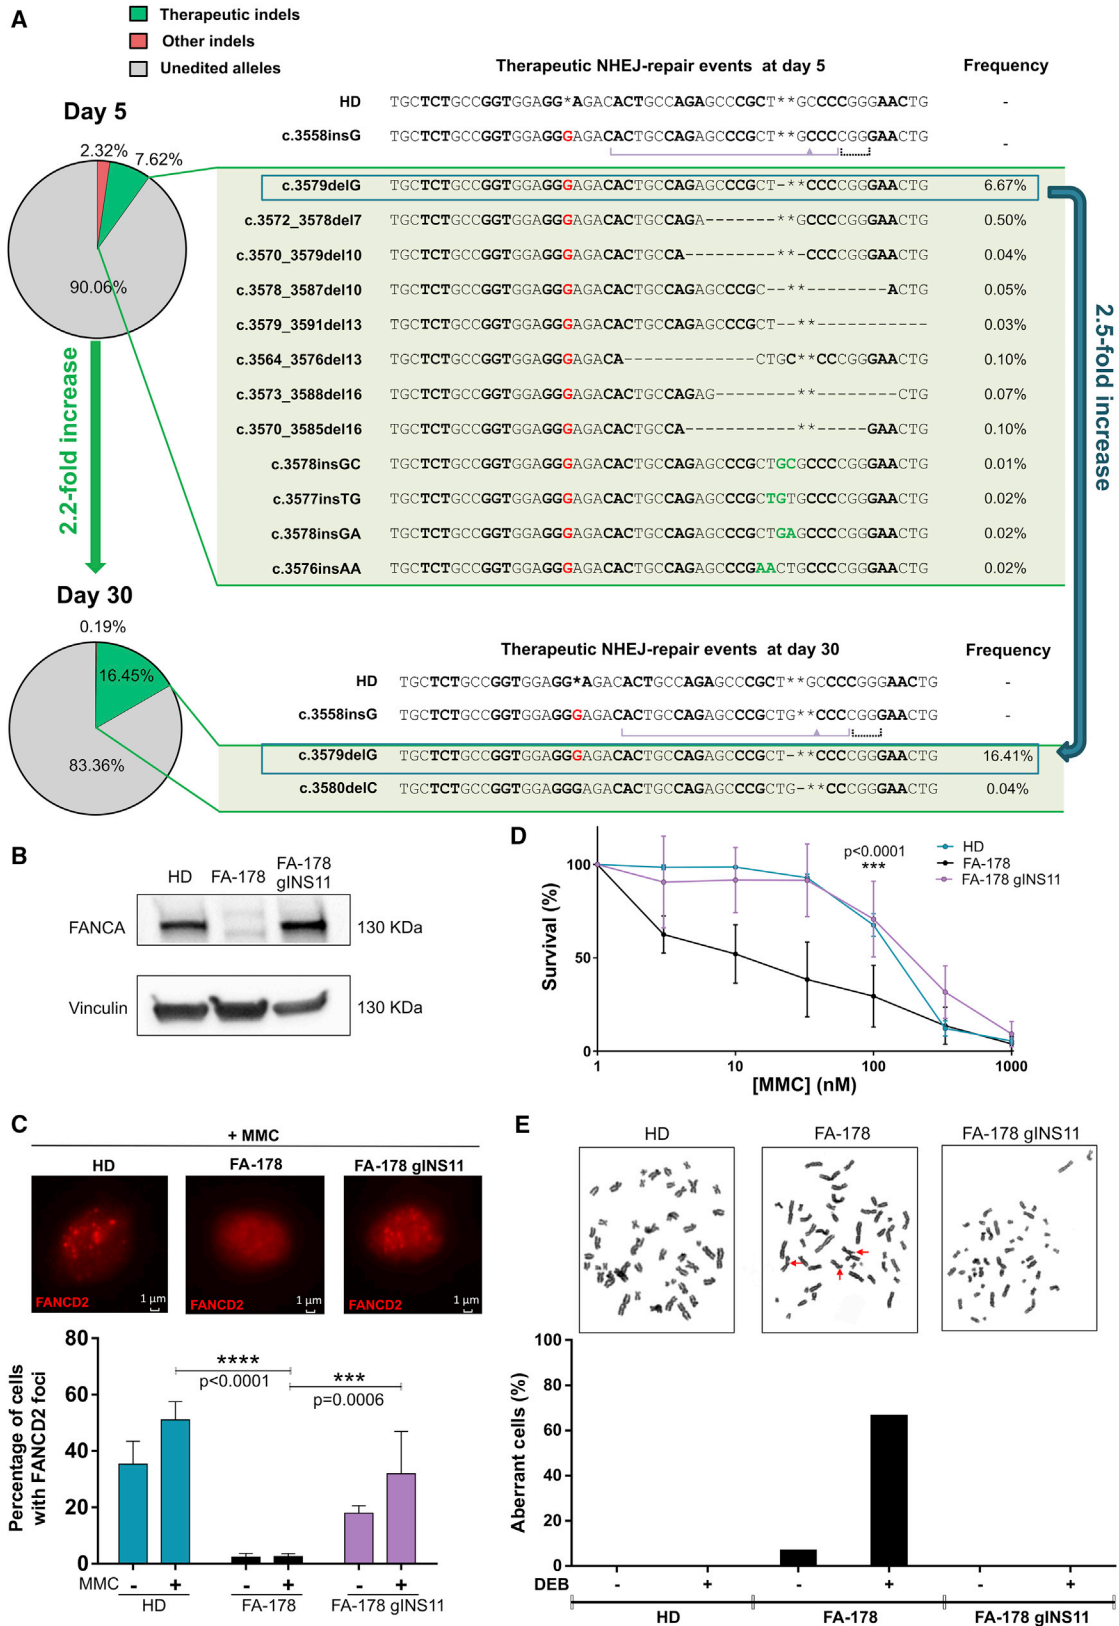 A
Therapeutic indels
Other indels
Unedited alleles
Therapeutic NHEJ-repair events at day 5
Frequency
HD TGCTCTGCCGGTGGAGG*AGACACTGCCAGAGCCCGCT**GCCCCGGGAACTG -
c.3558insG TGCTCTGCCGGTGGAGGGAGACACTGCCAGAGCCCGCT**GCCCCGGGAACTG -
Day 5
2.32%
7.62%
90.06%
c.3579delG TGCTCTGCCGGTGGAGGGAGACACTGCCAGAGCCCGCT-**CCCCGGGAACTG 6.67%
c.3572_3578del7 TGCTCTGCCGGTGGAGGGAGACACTGCCAGA-------**GCCCCGGGAACTG 0.50%
c.3570_3579del10 TGCTCTGCCGGTGGAGGGAGACACTGCCA----------**-CCCCGGGAACTG 0.04%
c.3578_3587del10 TGCTCTGCCGGTGGAGGGAGACACTGCCAGAGCCCGC--**---------ACTG 0.05%
c.3579_3591del13 TGCTCTGCCGGTGGAGGGAGACACTGCCAGAGCCCGCT--**----------- 0.03%
c.3564_3576del13 TGCTCTGCCGGTGGAGGGAGACA-------------CTGC**CCCCGGGAACTG 0.10%
c.3573_3588del16 TGCTCTGCCGGTGGAGGGAGACACTGCCAGAG-------**---------CTG 0.07%
c.3570_3585del16 TGCTCTGCCGGTGGAGGGAGACACTGCCA----------**------GAACTG 0.10%
c.3578insGC TGCTCTGCCGGTGGAGGGAGACACTGCCAGAGCCCGCTGCGCCCCGGGAACTG 0.01%
c.3577insTG TGCTCTGCCGGTGGAGGGAGACACTGCCAGAGCCCGCTGTGCCCCGGGAACTG 0.02%
c.3578insGA TGCTCTGCCGGTGGAGGGAGACACTGCCAGAGCCCGCTGAGCCCCGGGAACTG 0.02%
c.3576insAA TGCTCTGCCGGTGGAGGGAGACACTGCCAGAGCCCGAACTGCCCCGGGAACTG 0.02%
2.2-fold increase
2.5-fold increase
Day 30
0.19%
16.45%
83.36%
Therapeutic NHEJ-repair events at day 30
Frequency
HD TGCTCTGCCGGTGGAGG*AGACACTGCCAGAGCCCGCT**GCCCCGGGAACTG -
c.3558insG TGCTCTGCCGGTGGAGGGAGACACTGCCAGAGCCCGCTG**CCCCGGGAACTG -
c.3579delG TGCTCTGCCGGTGGAGGGAGACACTGCCAGAGCCCGCT-**CCCCGGGAACTG 16.41%
c.3580delC TGCTCTGCCGGTGGAGGGAGACACTGCCAGAGCCCGCTG-**CCCGGGAACTG 0.04%
B
HD FA-178 FA-178 gINS11
FANCA 130 KDa
Vinculin 130 KDa
D
p<0.0001
***
HD
FA-178
FA-178 gINS11
Survival (%)
100
50
0
1 10 100 1000
[MMC] (nM)
C
+ MMC
HD FA-178 FA-178 gINS11
FANCD2 1 μm FANCD2 1 μm FANCD2 1 μm
Percentage of cells with FANCD2 foci
80
60
40
20
0
****
p<0.0001
***
p=0.0006
MMC - + - + - +
HD FA-178 FA-178 gINS11
E
HD FA-178 FA-178 gINS11
Aberrant cells (%)
100
80
60
40
20
0
DEB - + - + - +
HD FA-178 FA-178 gINS11